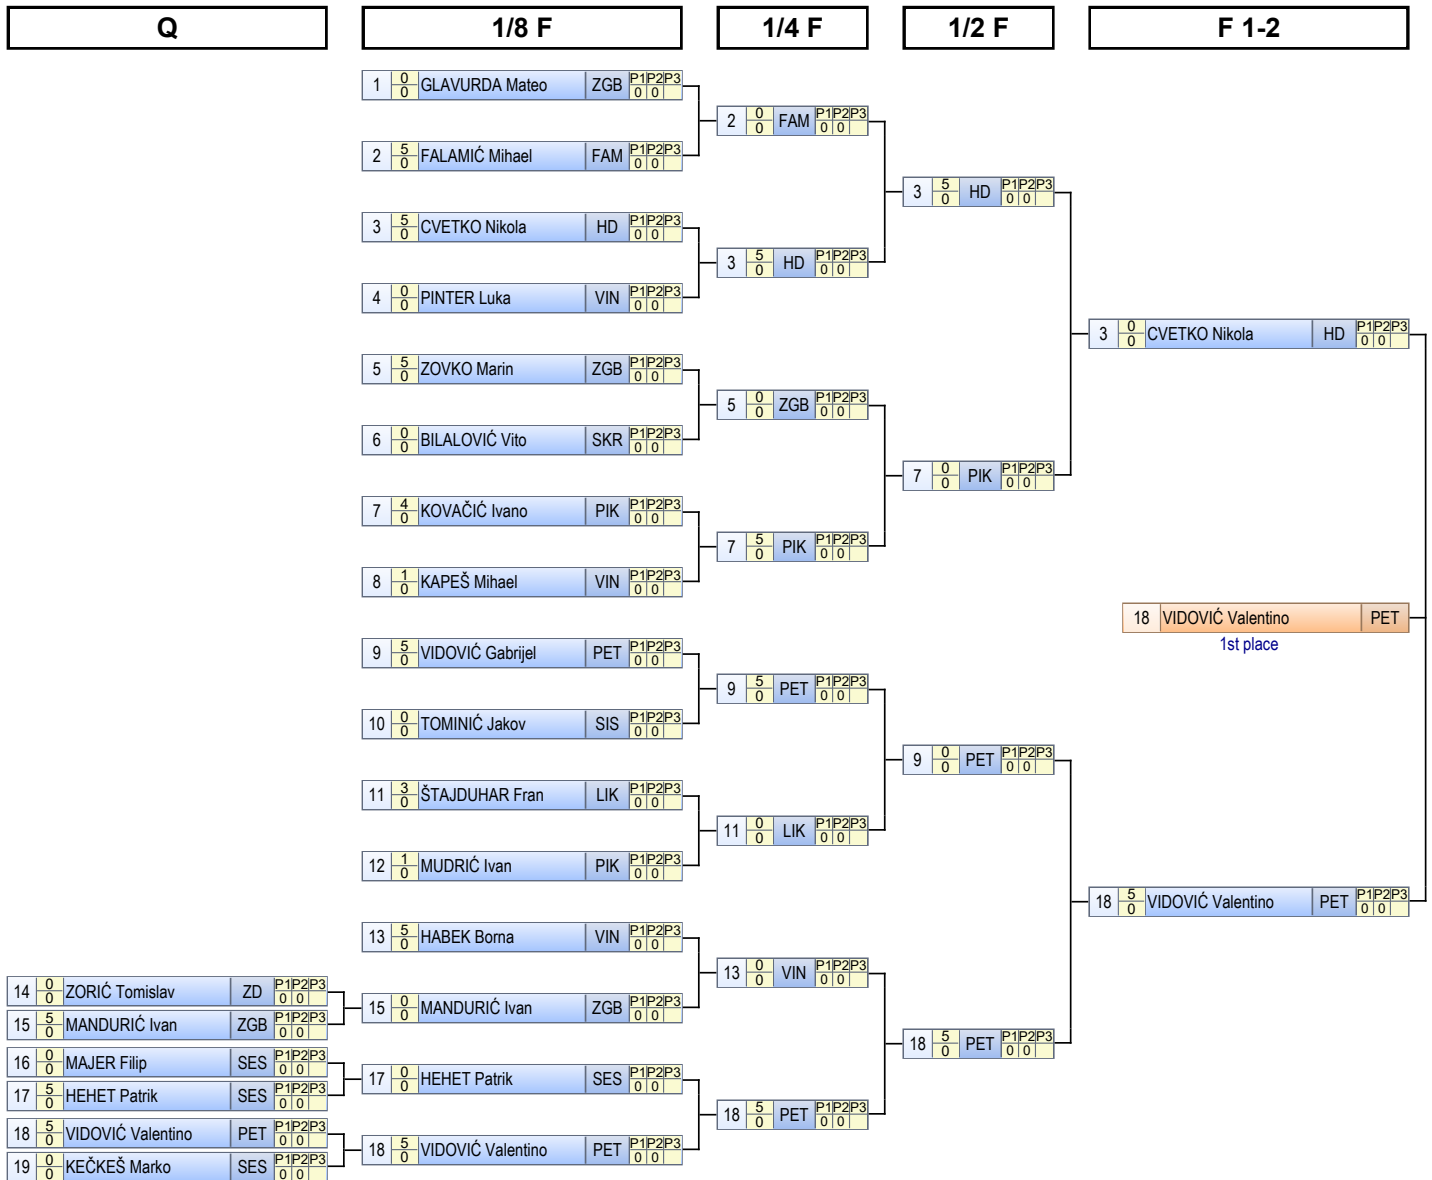 Q
1/8 F
1/4 F
1/2 F
F 1-2
1 0 0 GLAVURDA Mateo ZGB P1 P2 P3 0 0
2 0 0 FAM P1 P2 P3 0 0
2 5 0 FALAMIĆ Mihael FAM P1 P2 P3 0 0
3 5 0 HD P1 P2 P3 0 0
3 5 0 CVETKO Nikola HD P1 P2 P3 0 0
3 5 0 HD P1 P2 P3 0 0
4 0 0 PINTER Luka VIN P1 P2 P3 0 0
3 0 0 CVETKO Nikola HD P1 P2 P3 0 0
5 5 0 ZOVKO Marin ZGB P1 P2 P3 0 0
5 0 0 ZGB P1 P2 P3 0 0
6 0 0 BILALOVIĆ Vito SKR P1 P2 P3 0 0
7 0 0 PIK P1 P2 P3 0 0
7 4 0 KOVAČIĆ Ivano PIK P1 P2 P3 0 0
7 5 0 PIK P1 P2 P3 0 0
8 1 0 KAPEŠ Mihael VIN P1 P2 P3 0 0
18 VIDOVIĆ Valentino PET
1st place
9 5 0 VIDOVIĆ Gabrijel PET P1 P2 P3 0 0
9 5 0 PET P1 P2 P3 0 0
10 0 0 TOMINIĆ Jakov SIS P1 P2 P3 0 0
9 0 0 PET P1 P2 P3 0 0
11 3 0 ŠTAJDUHAR Fran LIK P1 P2 P3 0 0
11 0 0 LIK P1 P2 P3 0 0
12 1 0 MUDRIĆ Ivan PIK P1 P2 P3 0 0
18 5 0 VIDOVIĆ Valentino PET P1 P2 P3 0 0
13 5 0 HABEK Borna VIN P1 P2 P3 0 0
13 0 0 VIN P1 P2 P3 0 0
14 0 0 ZORIĆ Tomislav ZD P1 P2 P3 0 0
15 0 0 MANDURIĆ Ivan ZGB P1 P2 P3 0 0
15 5 0 MANDURIĆ Ivan ZGB P1 P2 P3 0 0
18 5 0 PET P1 P2 P3 0 0
16 0 0 MAJER Filip SES P1 P2 P3 0 0
17 0 0 HEHET Patrik SES P1 P2 P3 0 0
17 5 0 HEHET Patrik SES P1 P2 P3 0 0
18 5 0 PET P1 P2 P3 0 0
18 5 0 VIDOVIĆ Valentino PET P1 P2 P3 0 0
18 5 0 VIDOVIĆ Valentino PET P1 P2 P3 0 0
19 0 0 KEČKEŠ Marko SES P1 P2 P3 0 0